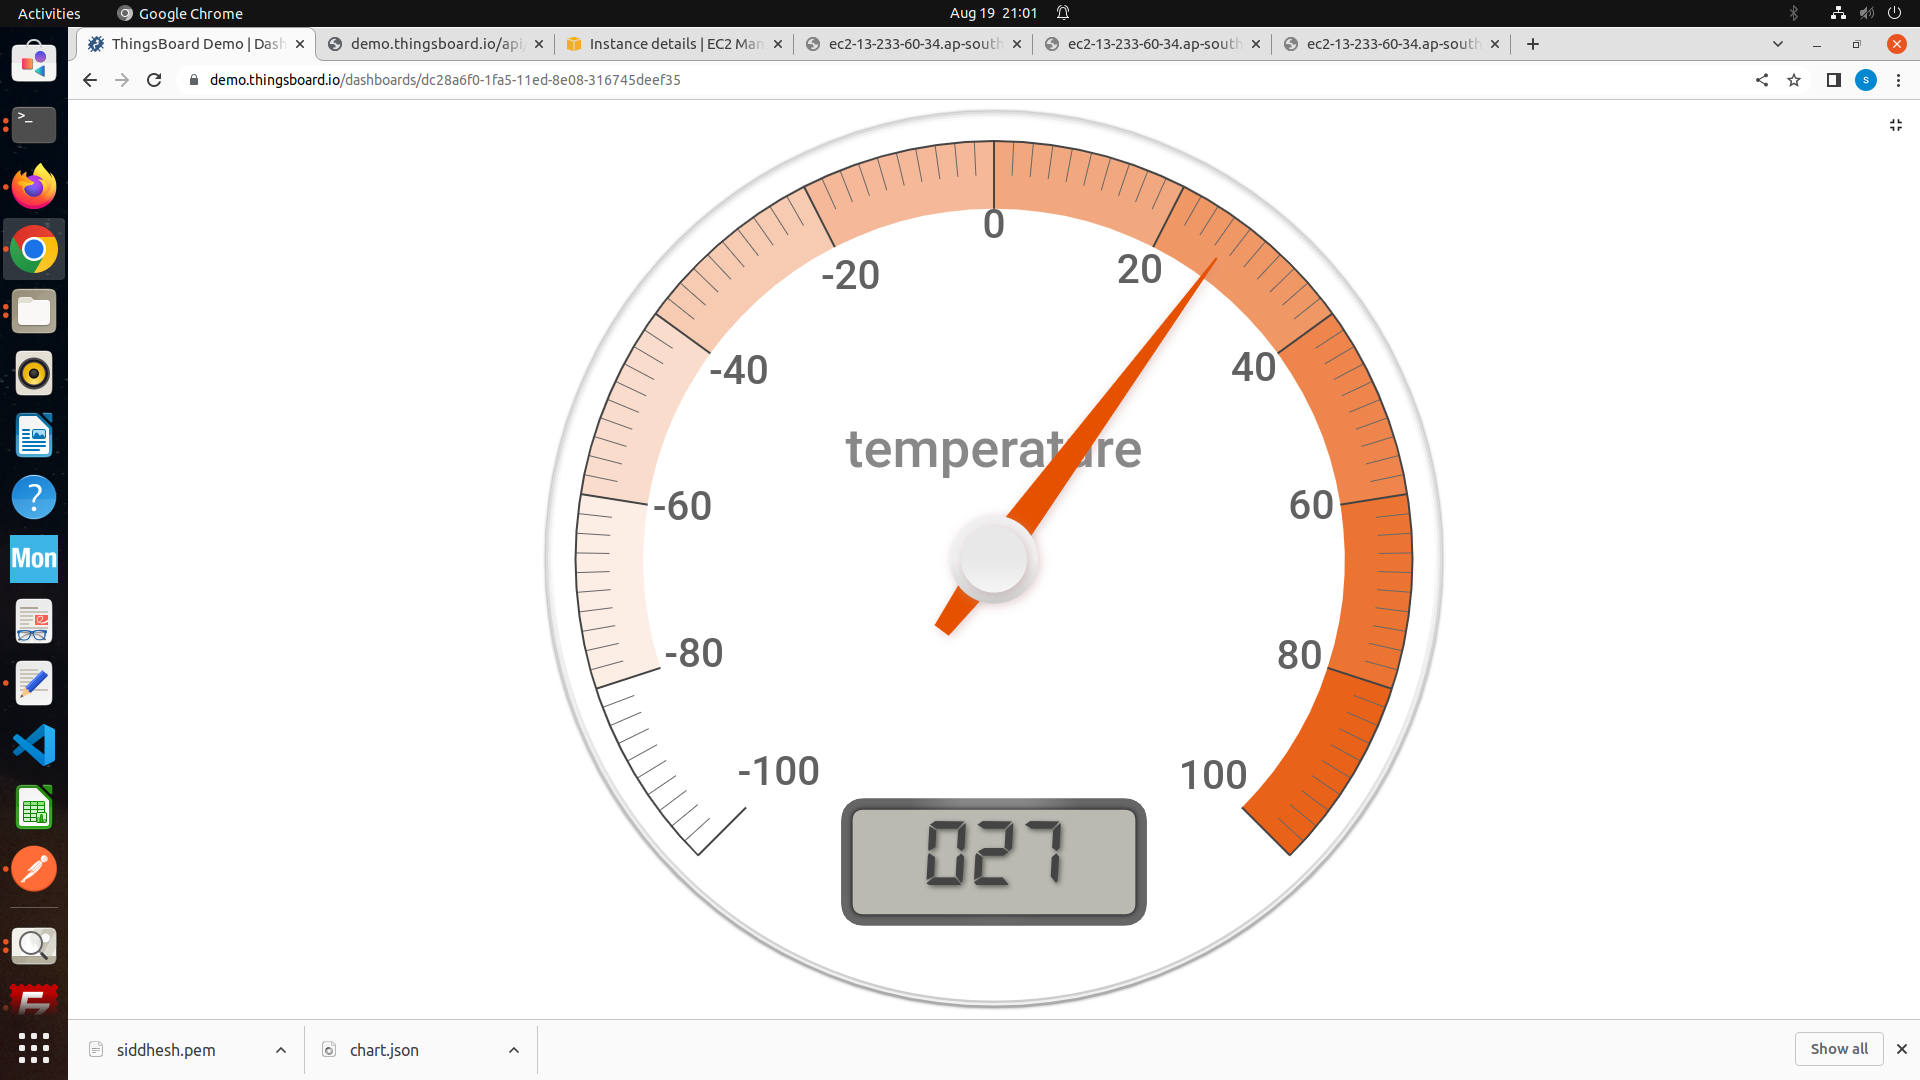 Activities
Google Chrome
Aug 19 21:01
ThingsBoard Demo | Dash
demo.thingsboard.io/api/
Instance details | EC2 Man
ec2-13-233-60-34.ap-south
ec2-13-233-60-34.ap-south
ec2-13-233-60-34.ap-south
demo.thingsboard.io/dashboards/dc28a6f0-1fa5-11ed-8e08-316745deef35
S
>_
?
Mon
0
-20
20
-40
40
temperature
-60
60
-80
80
-100
100
027
siddhesh.pem
chart.json
Show all